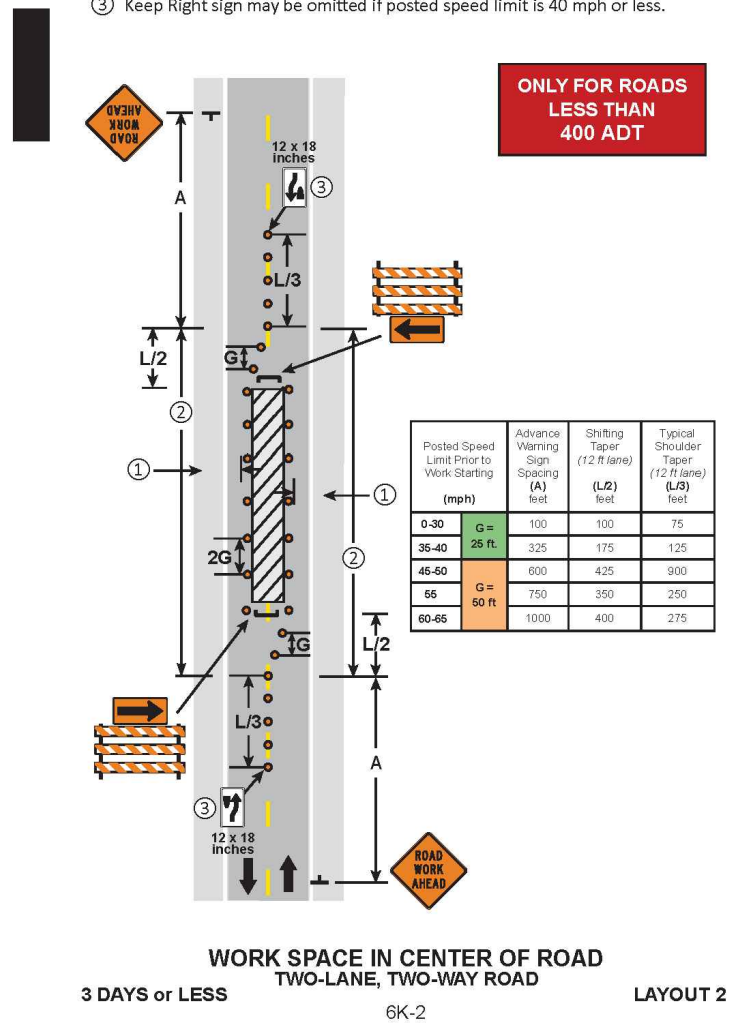 ③ Keep Right sign may be omitted if posted speed limit is 40 mph or less.
ONLY FOR ROADS
LESS THAN
400 ADT
ROAD
WORK
AHEAD
12 x 18
inches
③
A
L/3
L/2
G
②
①
①
②
2G
G
L/2
L/3
A
③
12 x 18
inches
ROAD
WORK
AHEAD
Posted Speed
Limit Prior to
Work Starting
(mph)
Advance
Warning
Sign
Spacing
(A)
feet
Shifting
Taper
(12 ft lane)
(L/2)
feet
Typical
Shoulder
Taper
(12 ft lane)
(L/3)
feet
0-30 G = 25 ft. 100 100 75
35-40 325 175 125
45-50 G = 50 ft 600 425 900
55 750 350 250
60-65 1000 400 275
WORK SPACE IN CENTER OF ROAD
TWO-LANE, TWO-WAY ROAD
3 DAYS or LESS
LAYOUT 2
6K-2